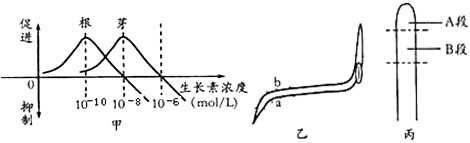 促进
根
芽
0
抑制
10-10
10-8
10-6
生长素浓度
(mol/L)
甲
b
a
乙
A段
B段
丙